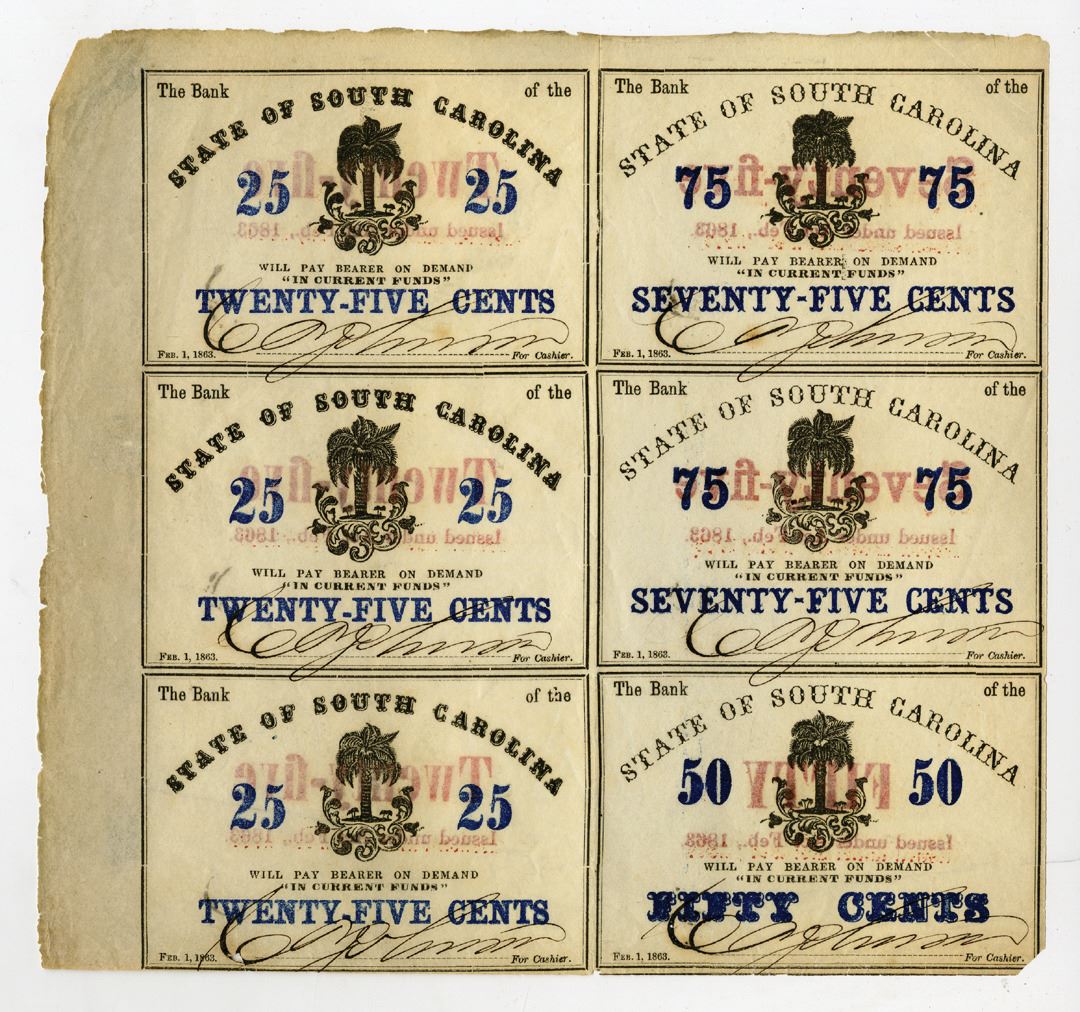 The Bank of the
STATE OF SOUTH CAROLINA
25 25
WILL PAY BEARER ON DEMAND
"IN CURRENT FUNDS"
TWENTY-FIVE CENTS
FEB. 1, 1863. For Cashier.
The Bank of the
STATE OF SOUTH CAROLINA
75 75
WILL PAY BEARER ON DEMAND
"IN CURRENT FUNDS"
SEVENTY-FIVE CENTS
FEB. 1, 1863. For Cashier.
The Bank of the
STATE OF SOUTH CAROLINA
25 25
WILL PAY BEARER ON DEMAND
"IN CURRENT FUNDS"
TWENTY-FIVE CENTS
FEB. 1, 1863. For Cashier.
The Bank of the
STATE OF SOUTH CAROLINA
75 75
WILL PAY BEARER ON DEMAND
"IN CURRENT FUNDS"
SEVENTY-FIVE CENTS
FEB. 1, 1863. For Cashier.
The Bank of the
STATE OF SOUTH CAROLINA
25 25
WILL PAY BEARER ON DEMAND
"IN CURRENT FUNDS"
TWENTY-FIVE CENTS
FEB. 1, 1863. For Cashier.
The Bank of the
STATE OF SOUTH CAROLINA
50 50
WILL PAY BEARER ON DEMAND
"IN CURRENT FUNDS"
FIFTY CENTS
FEB. 1, 1863. For Cashier.